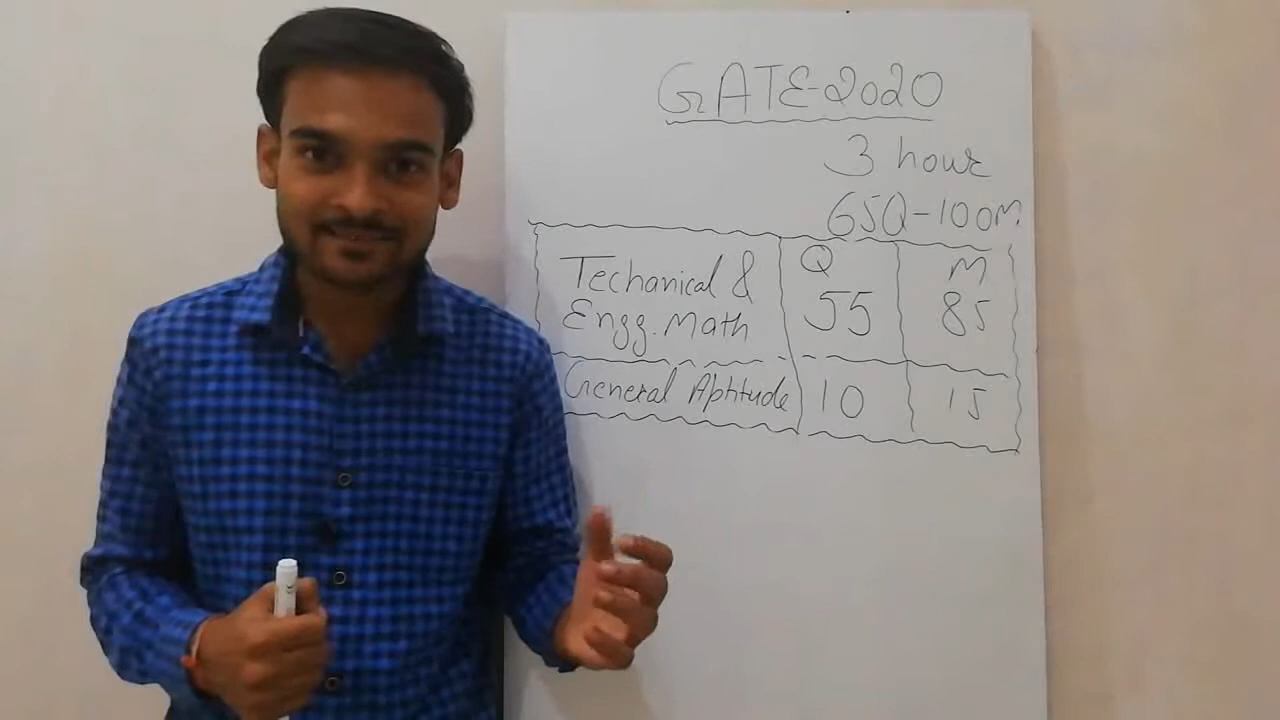 GATE-2020
3 hour
65Q-100M
Q M
Techanical &
Engg. Math 55 85
General Aptitude 10 15